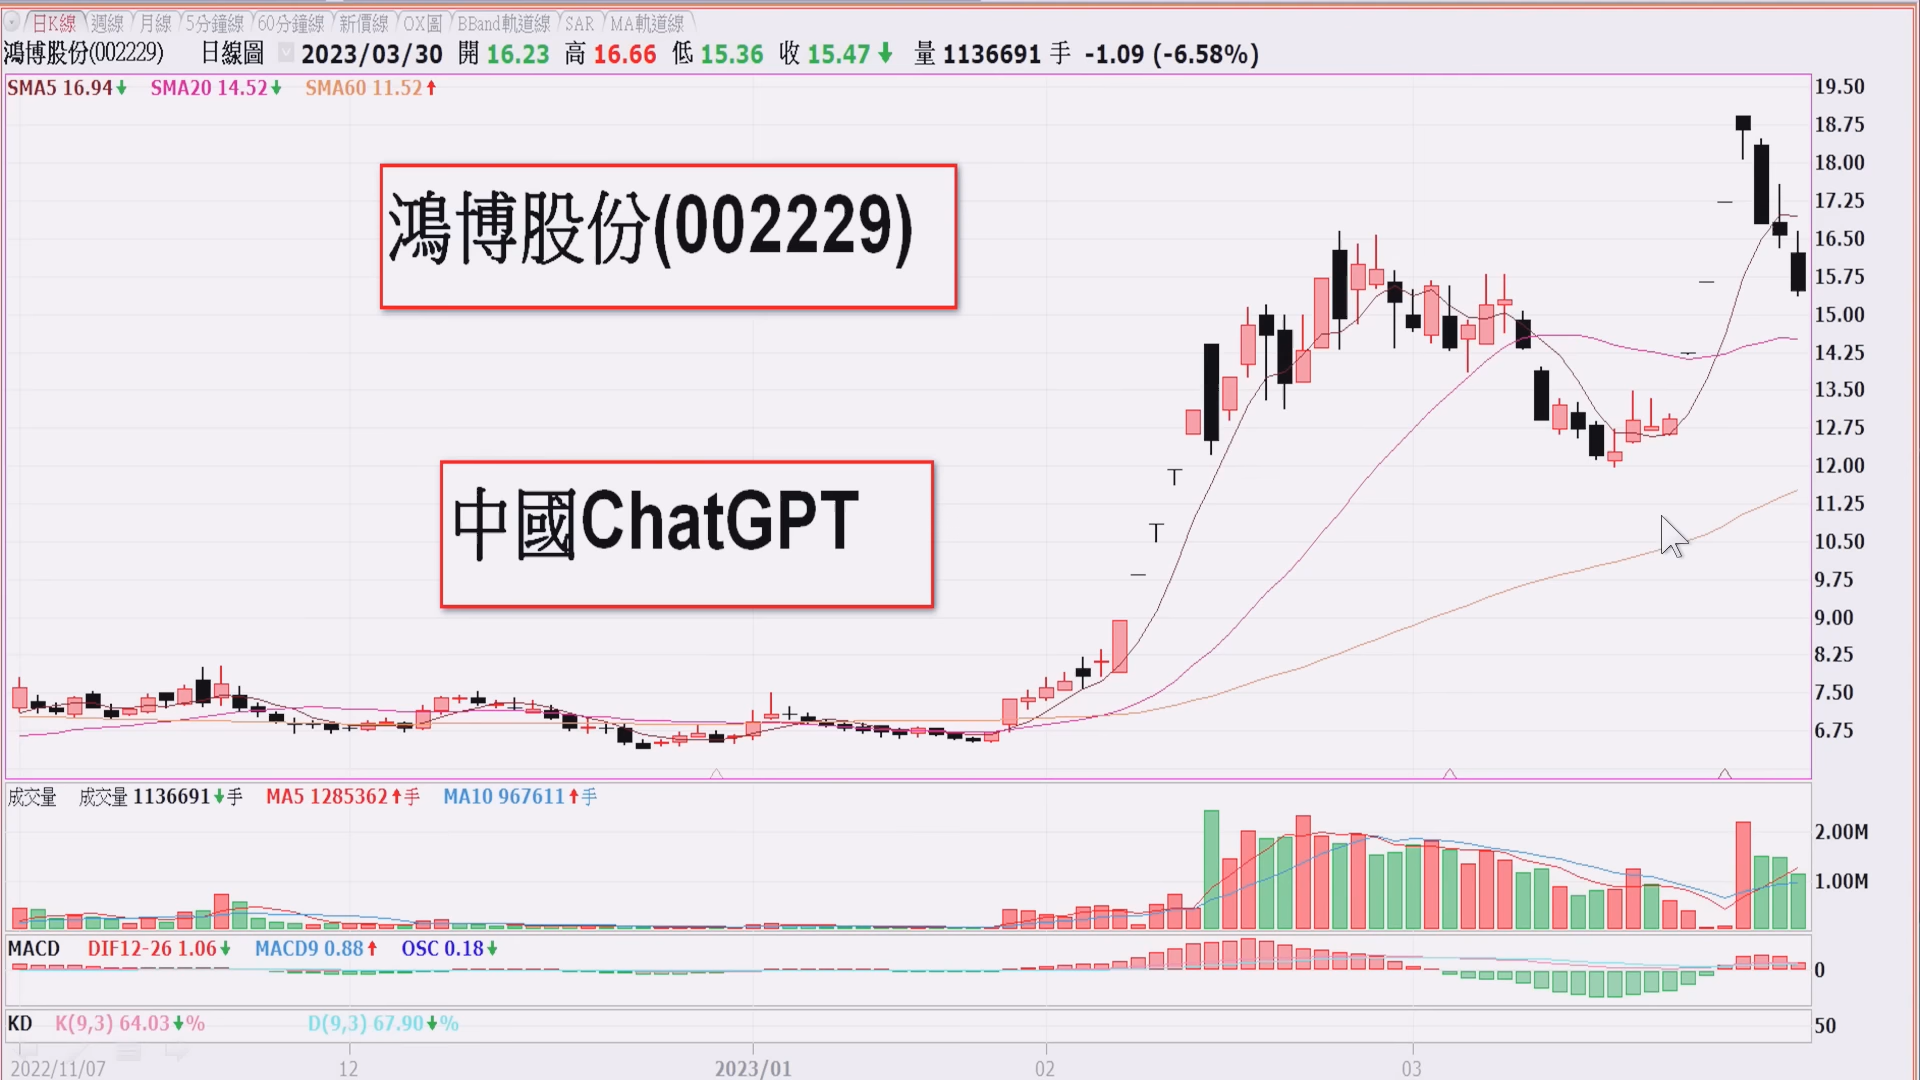 日K線 週線 月線 5分鐘線 60分鐘線 新價線 OX圖 BBand軌道線 SAR MA軌道線
鴻博股份(002229) 日線圖 2023/03/30 開 16.23 高 16.66 低 15.36 收 15.47 量 1136691 手 -1.09 (-6.58%)
SMA5 16.94 SMA20 14.52 SMA60 11.52
鴻博股份(002229)
中國ChatGPT
19.50
18.75
18.00
17.25
16.50
15.75
15.00
14.25
13.50
12.75
12.00
11.25
10.50
9.75
9.00
8.25
7.50
6.75
成交量 成交量 1136691 手 MA5 1285362 手 MA10 967611 手
2.00M
1.00M
MACD DIF12-26 1.06 MACD9 0.88 OSC 0.18
0
KD K(9,3) 64.03 % D(9,3) 67.90 %
50
2022/11/07 12 2023/01 02 03